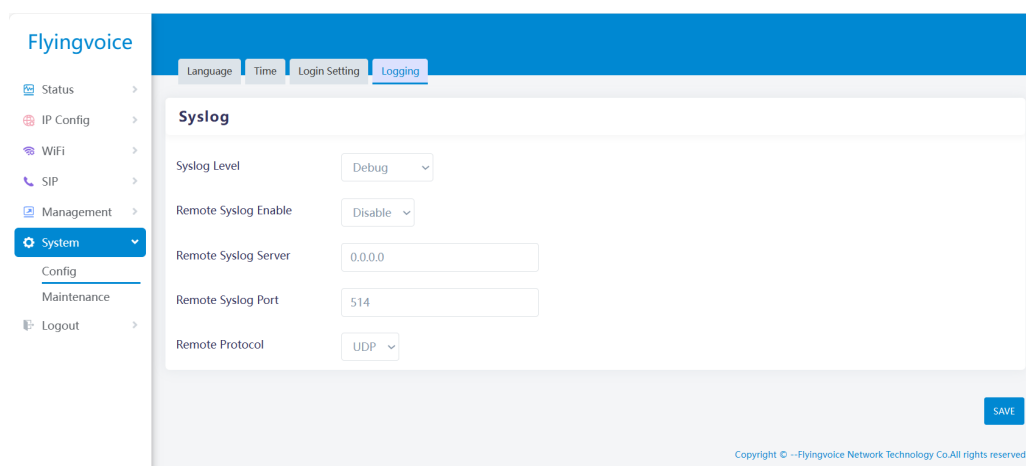 Flyingvoice
Status
IP Config
WiFi
SIP
Management
System
Config
Maintenance
Logout
Language Time Login Setting Logging
Syslog
Syslog Level Debug
Remote Syslog Enable Disable
Remote Syslog Server 0.0.0.0
Remote Syslog Port 514
Remote Protocol UDP
SAVE
Copyright © --Flyingvoice Network Technology Co.All rights reserved